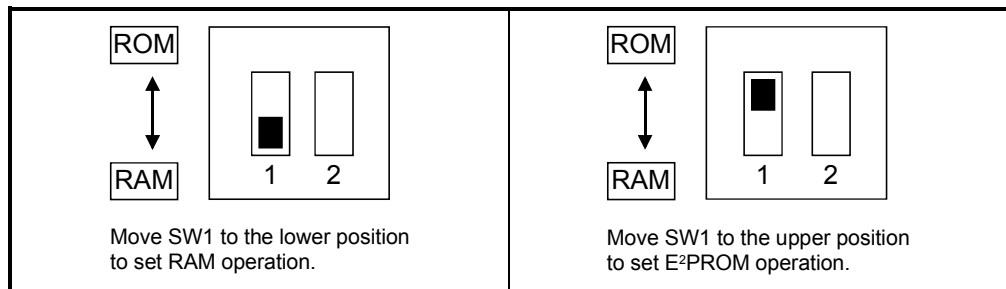 ROM
RAM
1 2
Move SW1 to the lower position
to set RAM operation.
ROM
RAM
1 2
Move SW1 to the upper position
to set E²PROM operation.